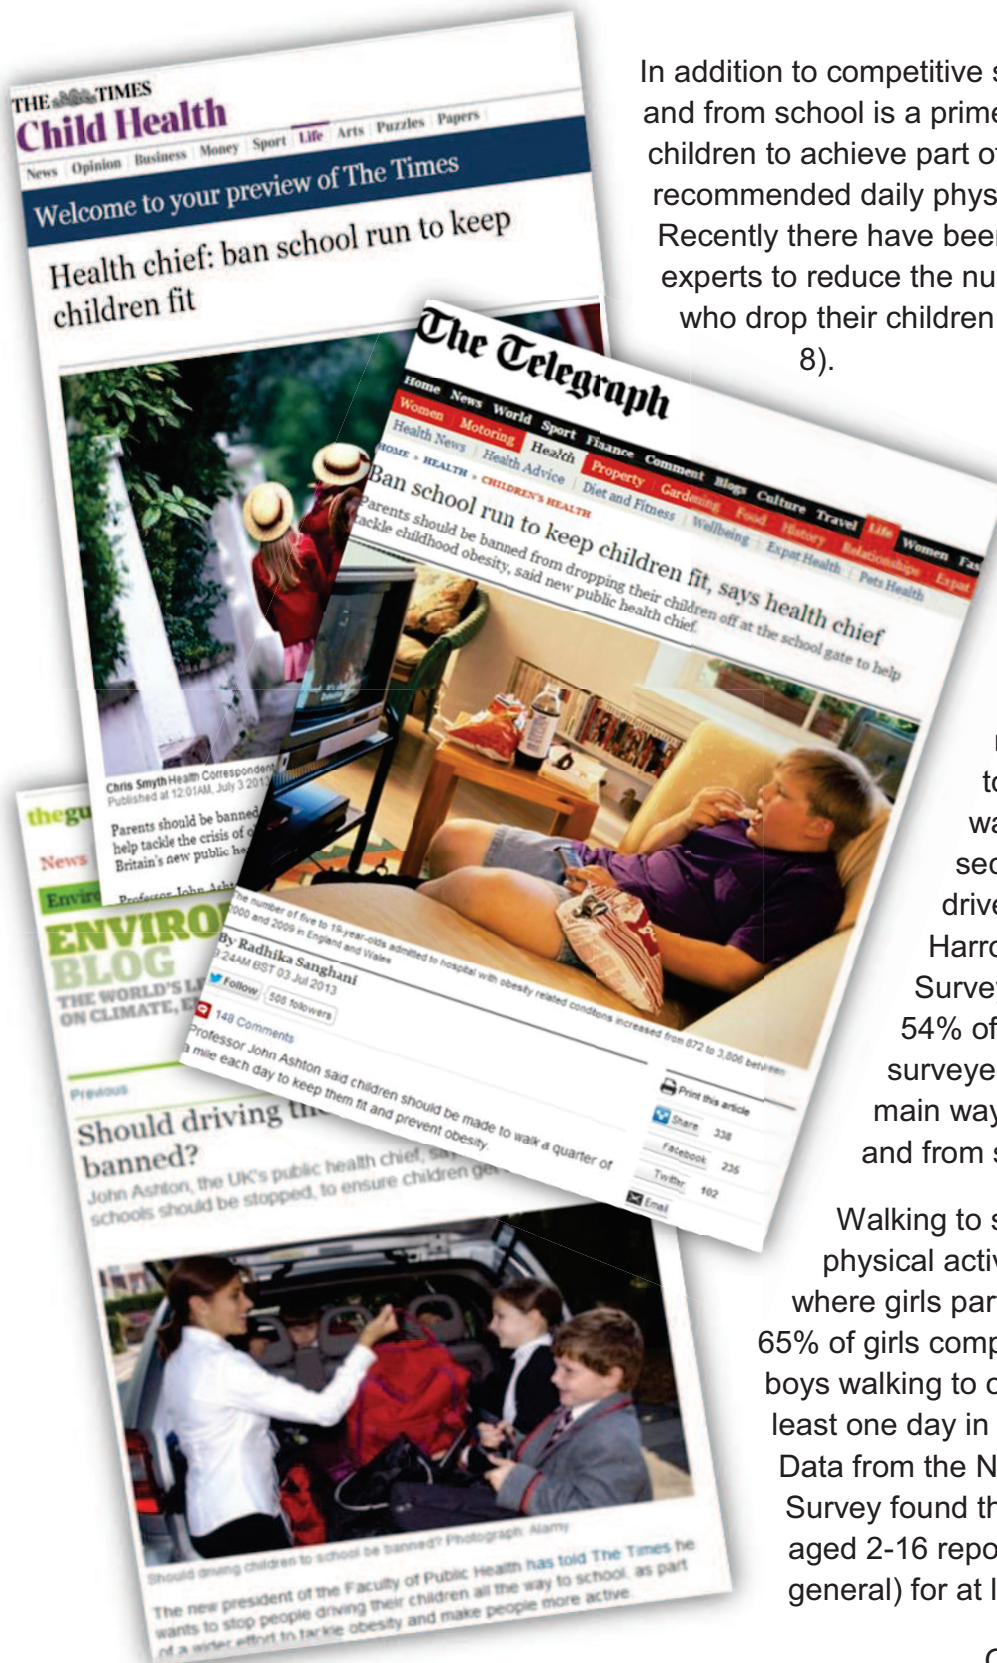 THE TIMES
Child Health
News Opinion Business Money Sport Life Arts Puzzles Papers
Welcome to your preview of The Times
Health chief: ban school run to keep
children fit
Chris Smyth Health Correspondent
Published at 12:01AM, July 3 201
Parents should be banned
help tackle the crisis of o
Britain's new public he
Professor John Asht
The Telegraph
Home News World Sport Finance Comment Blogs Culture Travel Life Women Fas
Women Motoring Health Property Gardening Food History Relationships Expat
Health News Health Advice Diet and Fitness Wellbeing Expat Health Pets Health
HOME » HEALTH » CHILDREN'S HEALTH
Ban school run to keep children fit, says health chief
Parents should be banned from dropping their children off at the school gate to help
tackle childhood obesity, said new public health chief.
The number of five to 19-year-olds admitted to hospital with obesity related conditions increased from 872 to 3,806 between
2000 and 2009 in England and Wales
By Radhika Sanghani
9:24AM BST 03 Jul 2013
Follow 508 followers
148 Comments
Professor John Ashton said children should be made to walk a quarter of
a mile each day to keep them fit and prevent obesity.
Print this article
Share 338
Facebook 235
Twitter 102
Email
thegu
News
Enviro
ENVIRO
BLOG
THE WORLD'S L
ON CLIMATE, E
Previous
Should driving th
banned?
John Ashton, the UK's public health chief, say
schools should be stopped, to ensure children get
Should driving children to school be banned? Photograph: Alamy
The new president of the Faculty of Public Health has told The Times he
wants to stop people driving their children all the way to school, as part
of a wider effort to tackle obesity and make people more active.
In addition to competitive s
and from school is a prime
children to achieve part of
recommended daily phys
Recently there have been
experts to reduce the nu
who drop their children
8).
to
wa
sec
drive
Harro
Survey
54% of
surveye
main way
and from s
Walking to s
physical activ
where girls par
65% of girls comp
boys walking to o
least one day in
Data from the N
Survey found th
aged 2-16 repo
general) for at l